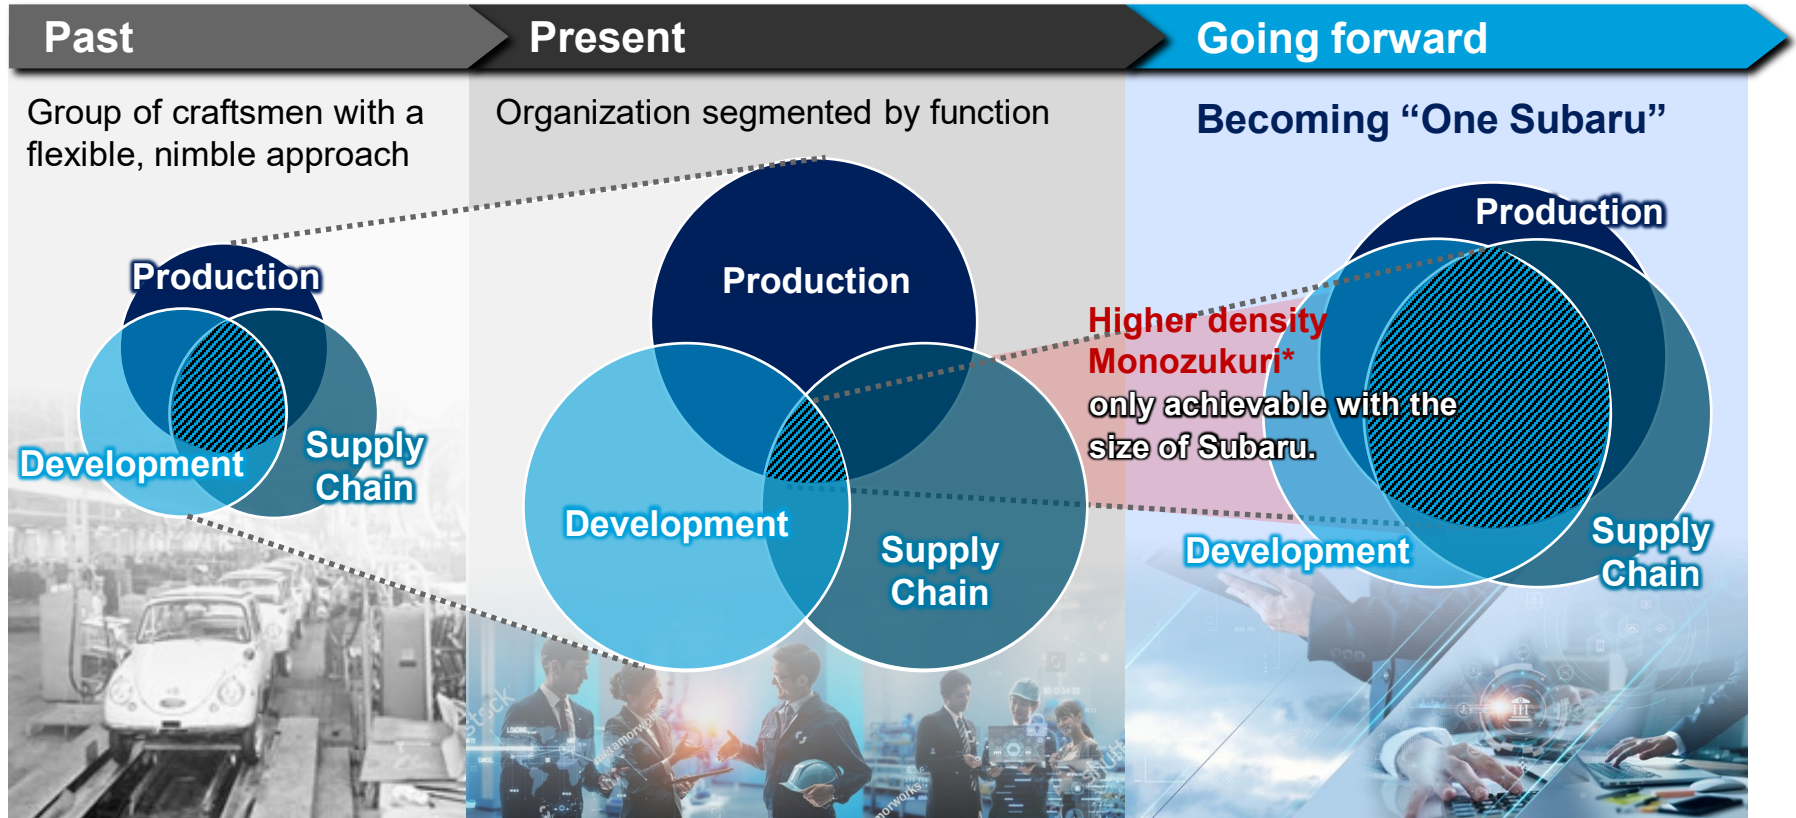 Past
Present
Going forward
Group of craftsmen with a
flexible, nimble approach
Organization segmented by function
Becoming “One Subaru”
Production
Development
Supply
Chain
Production
Development
Supply
Chain
Higher density
Monozukuri*
only achievable with the
size of Subaru.
Production
Development
Supply
Chain